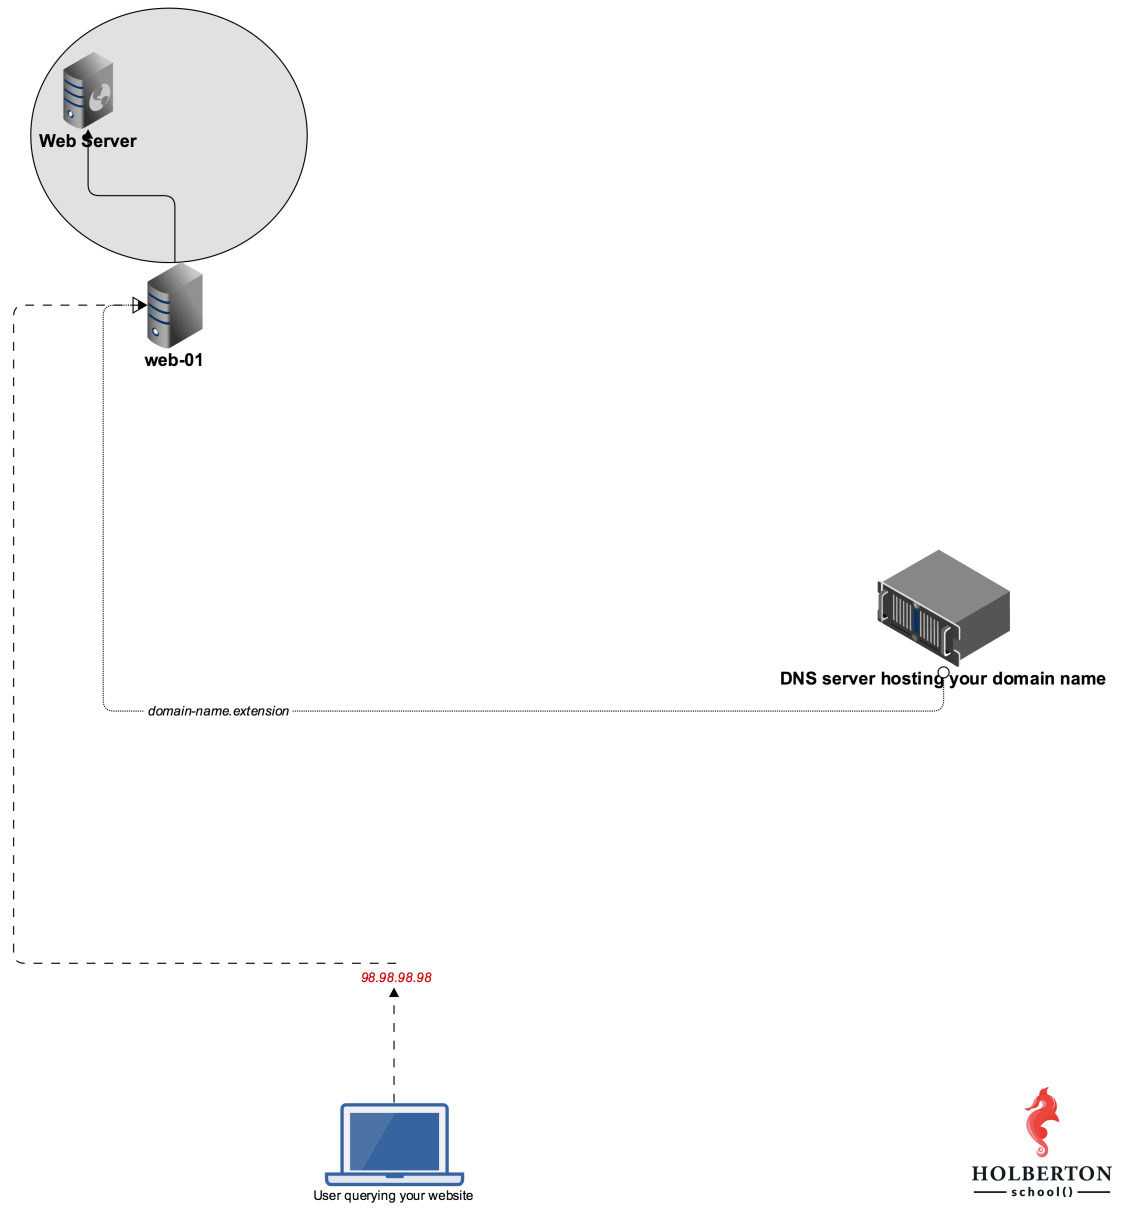 Web Server
web-01
DNS server hosting your domain name
domain-name.extension
98.98.98.98
User querying your website
HOLBERTON
school()